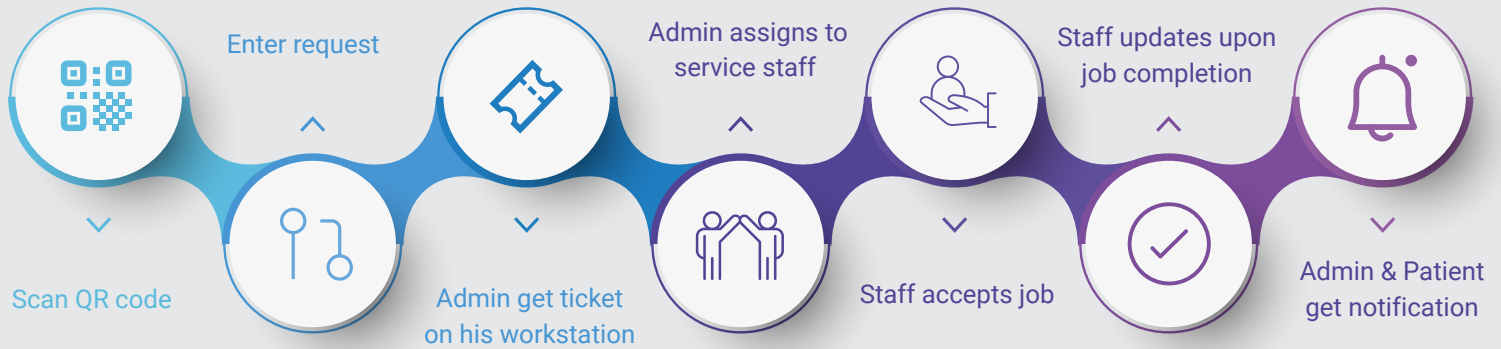 Scan QR code
Enter request
Admin get ticket
on his workstation
Admin assigns to
service staff
Staff accepts job
Staff updates upon
job completion
Admin & Patient
get notification